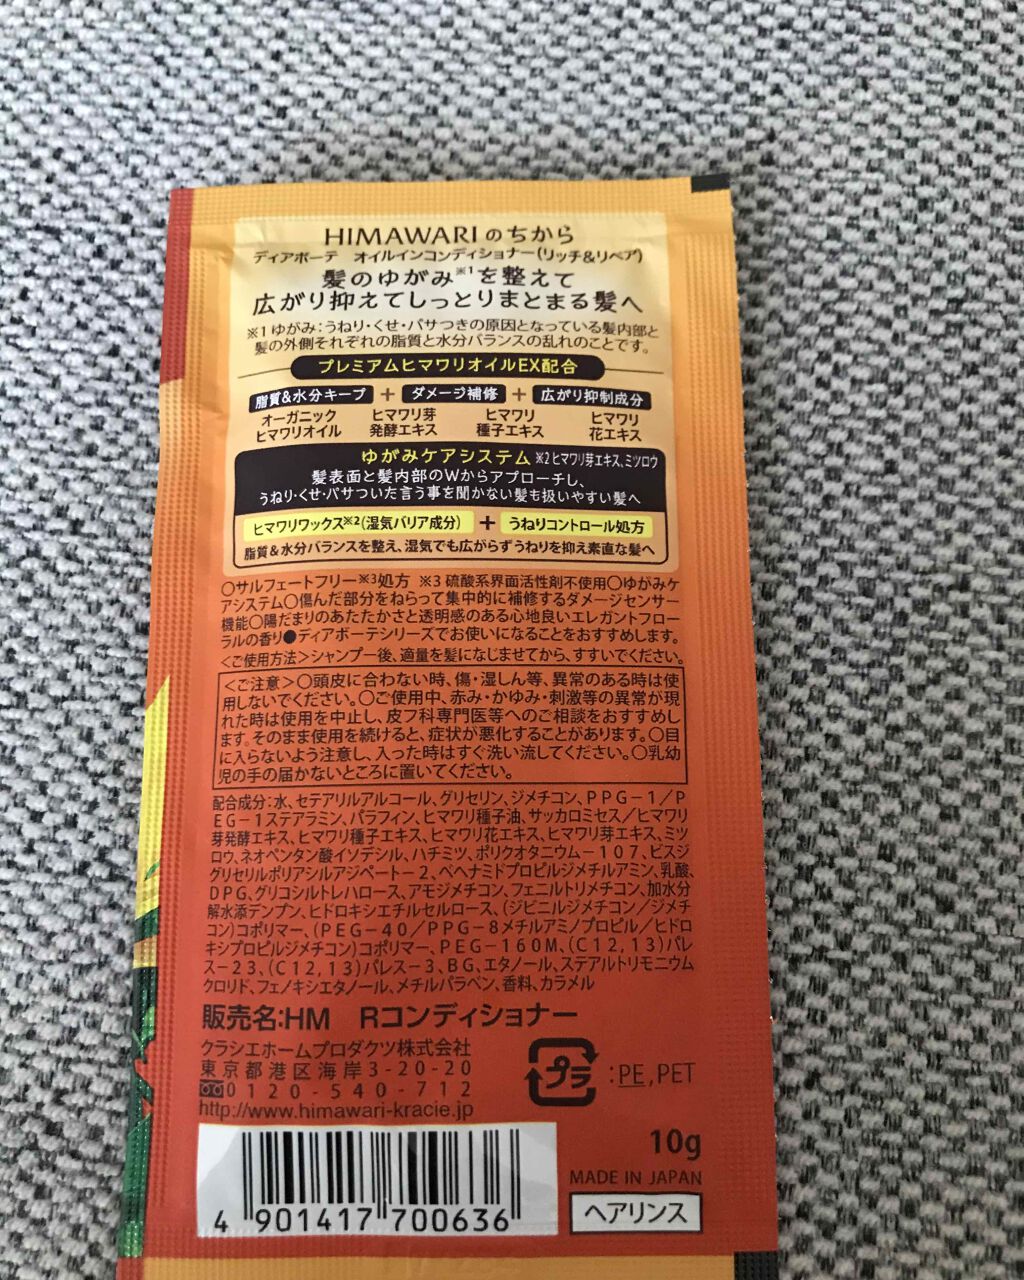 HIMAWARIのちから
ディアボーテ オイルインコンディショナー(リッチ&リペア)
髪のゆがみ※1を整えて
広がり抑えてしっとりまとまる髪へ
※1 ゆがみ:うねり・くせ・パサつきの原因となっている髪内部と
髪の外側それぞれの脂質と水分バランスの乱れのことです。
プレミアムヒマワリオイルEX配合
脂質&水分キープ + ダメージ補修 + 広がり抑制成分
オーガニック ヒマワリ芽 ヒマワリ ヒマワリ
ヒマワリオイル 発酵エキス 種子エキス 花エキス
ゆがみケアシステム ※2 ヒマワリ芽エキス、ミツロウ
髪表面と髪内部のWからアプローチし、
うねり・くせ・パサついた言う事を聞かない髪も扱いやすい髪へ
ヒマワリワックス※2(湿気バリア成分) + うねりコントロール処方
脂質&水分バランスを整え、湿気でも広がらずうねりを抑え素直な髪へ
○サルフェートフリー※3処方 ※3 硫酸系界面活性剤不使用○ゆがみケ
アシステム○傷んだ部分をねらって集中的に補修するダメージセンサー
機能○陽だまりのあたたかさと透明感のある心地良いエレガントフロー
ラルの香り●ディアボーテシリーズでお使いになることをおすすめします。
<ご使用方法>シャンプー後、適量を髪になじませてから、すすいでください。
<ご注意>○頭皮に合わない時、傷・湿しん等、異常のある時は使
用しないでください。○ご使用中、赤み・かゆみ・刺激等の異常が現
れた時は使用を中止し、皮フ科専門医等へのご相談をおすすめし
ます。そのまま使用を続けると、症状が悪化することがあります。○目
に入らないよう注意し、入った時はすぐ洗い流してください。○乳幼
児の手の届かないところに置いてください。
配合成分:水、セテアリルアルコール、グリセリン、ジメチコン、PPG-1/P
EG-1ステアラミン、パラフィン、ヒマワリ種子油、サッカロミセス/ヒマワリ
芽発酵エキス、ヒマワリ種子エキス、ヒマワリ花エキス、ヒマワリ芽エキス、ミツ
ロウ、ネオペンタン酸イソデシル、ハチミツ、ポリクオタニウム-107、ビスジ
グリセリルポリアシルアジペート-2、ベヘナミドプロピルジメチルアミン、乳酸、
DPG、グリコシルトレハロース、アモジメチコン、フェニルトリメチコン、加水分
解水添デンプン、ヒドロキシエチルセルロース、(ジビニルジメチコン/ジメチ
コン)コポリマー、(PEG-40/PPG-8メチルアミノプロピル/ヒドロ
キシプロピルジメチコン)コポリマー、PEG-160M、(C12,13)パレ
ス-23、(C12,13)パレス-3、BG、エタノール、ステアルトリモニウム
クロリド、フェノキシエタノール、メチルパラベン、香料、カラメル
販売名:HM Rコンディショナー
クラシエホームプロダクツ株式会社
東京都港区海岸3-20-20
0120-540-712
http://www.himawari-kracie.jp
プラ :PE,PET
10g
MADE IN JAPAN
ヘアリンス
4 901417 700636